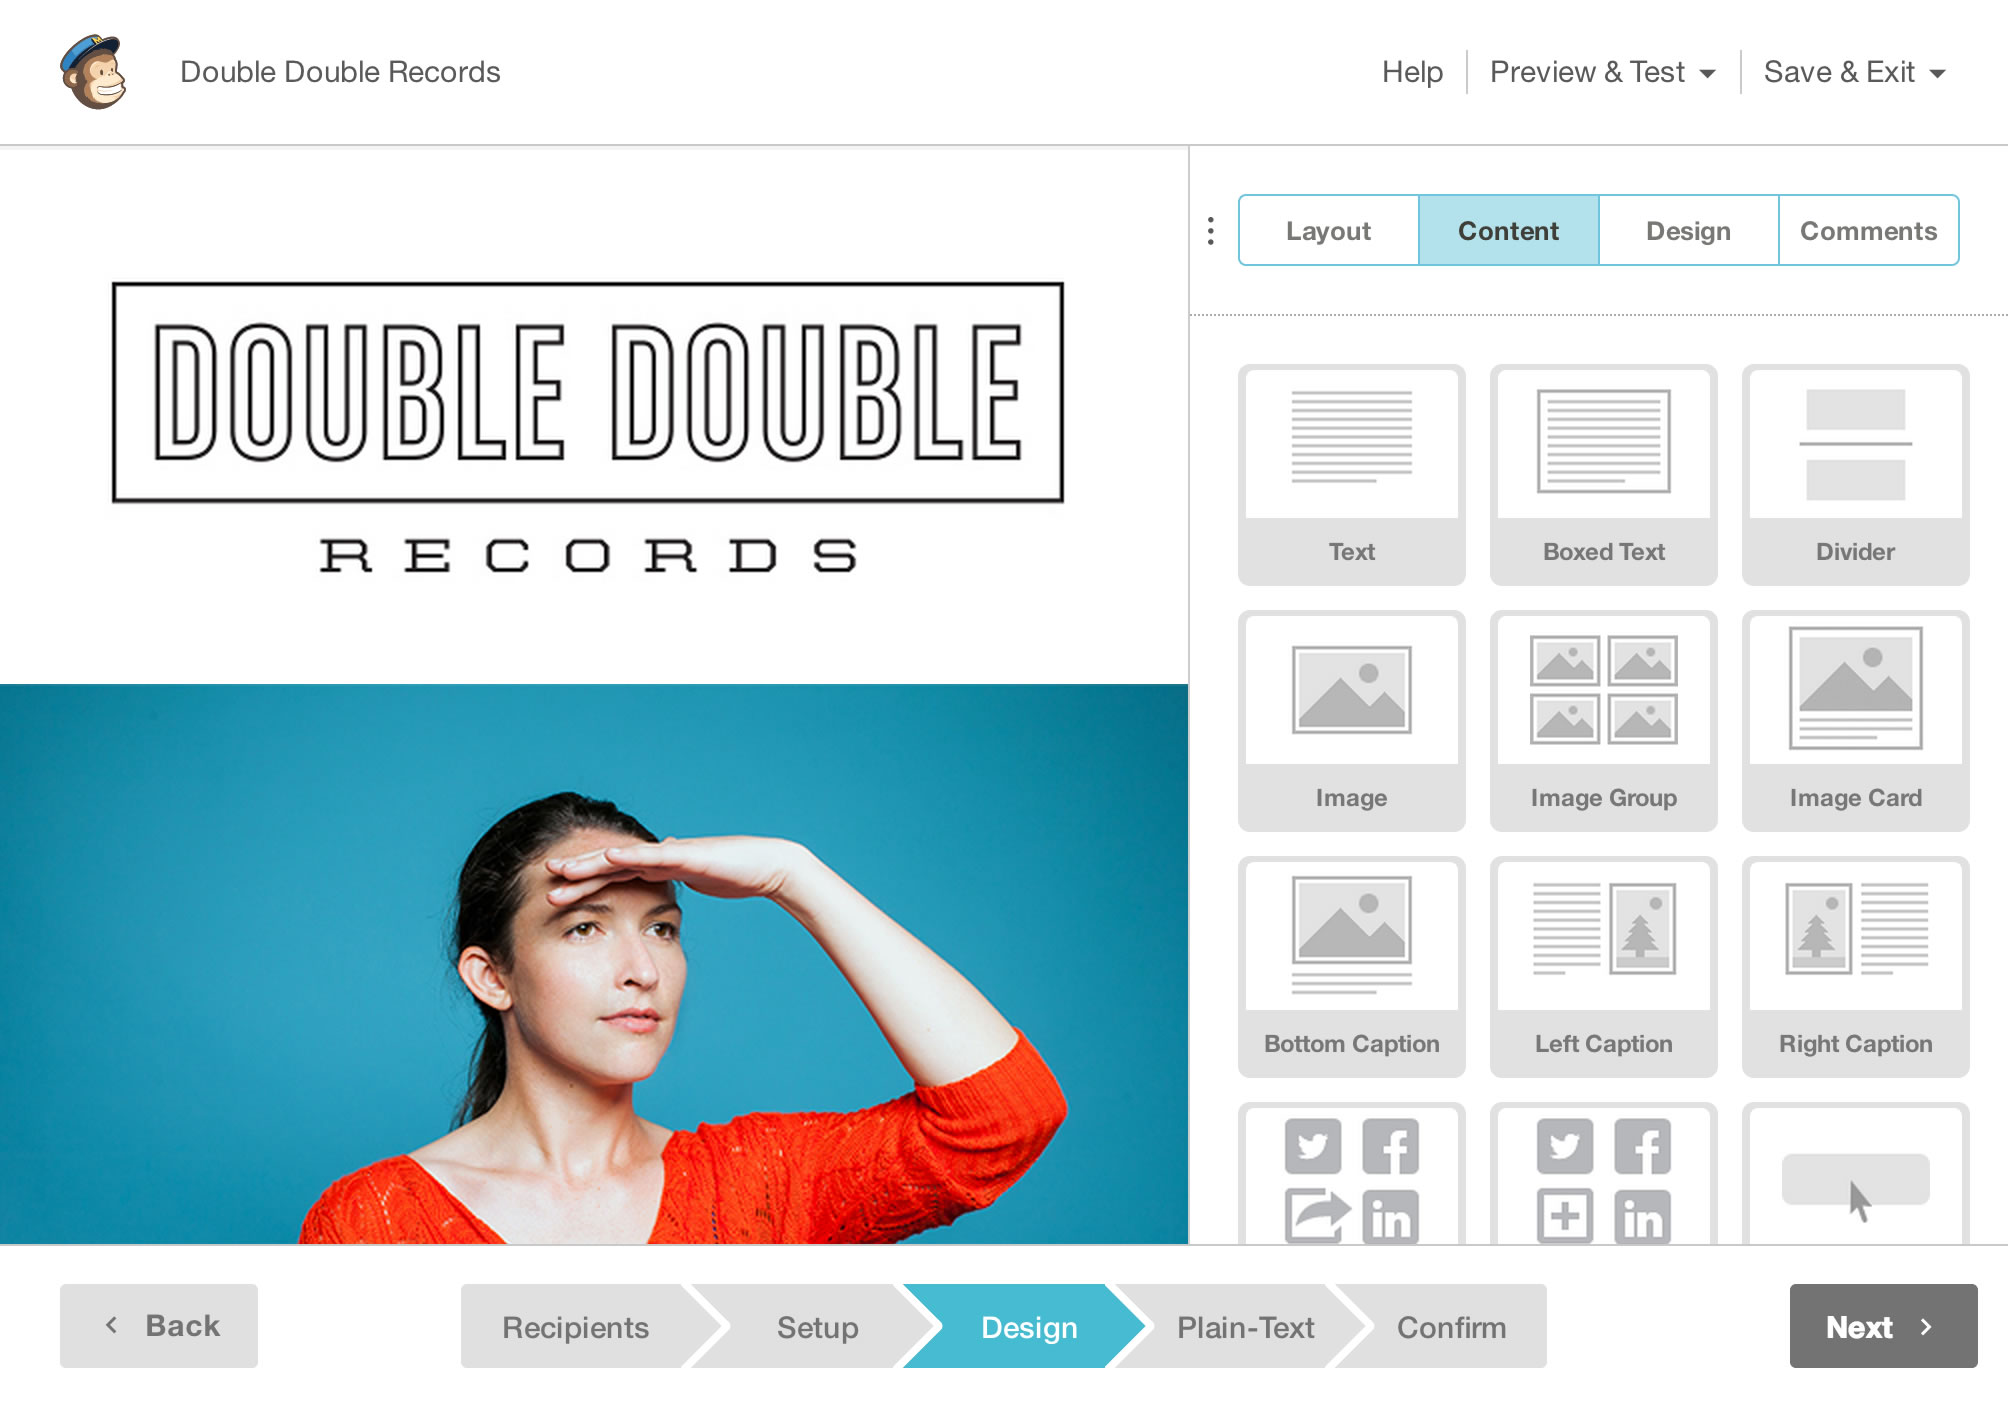 Double Double Records
Help
Preview & Test
Save & Exit
Layout
Content
Design
Comments
DOUBLE DOUBLE
RECORDS
Text
Boxed Text
Divider
Image
Image Group
Image Card
Bottom Caption
Left Caption
Right Caption
in
in
Back
Recipients
Setup
Design
Plain-Text
Confirm
Next